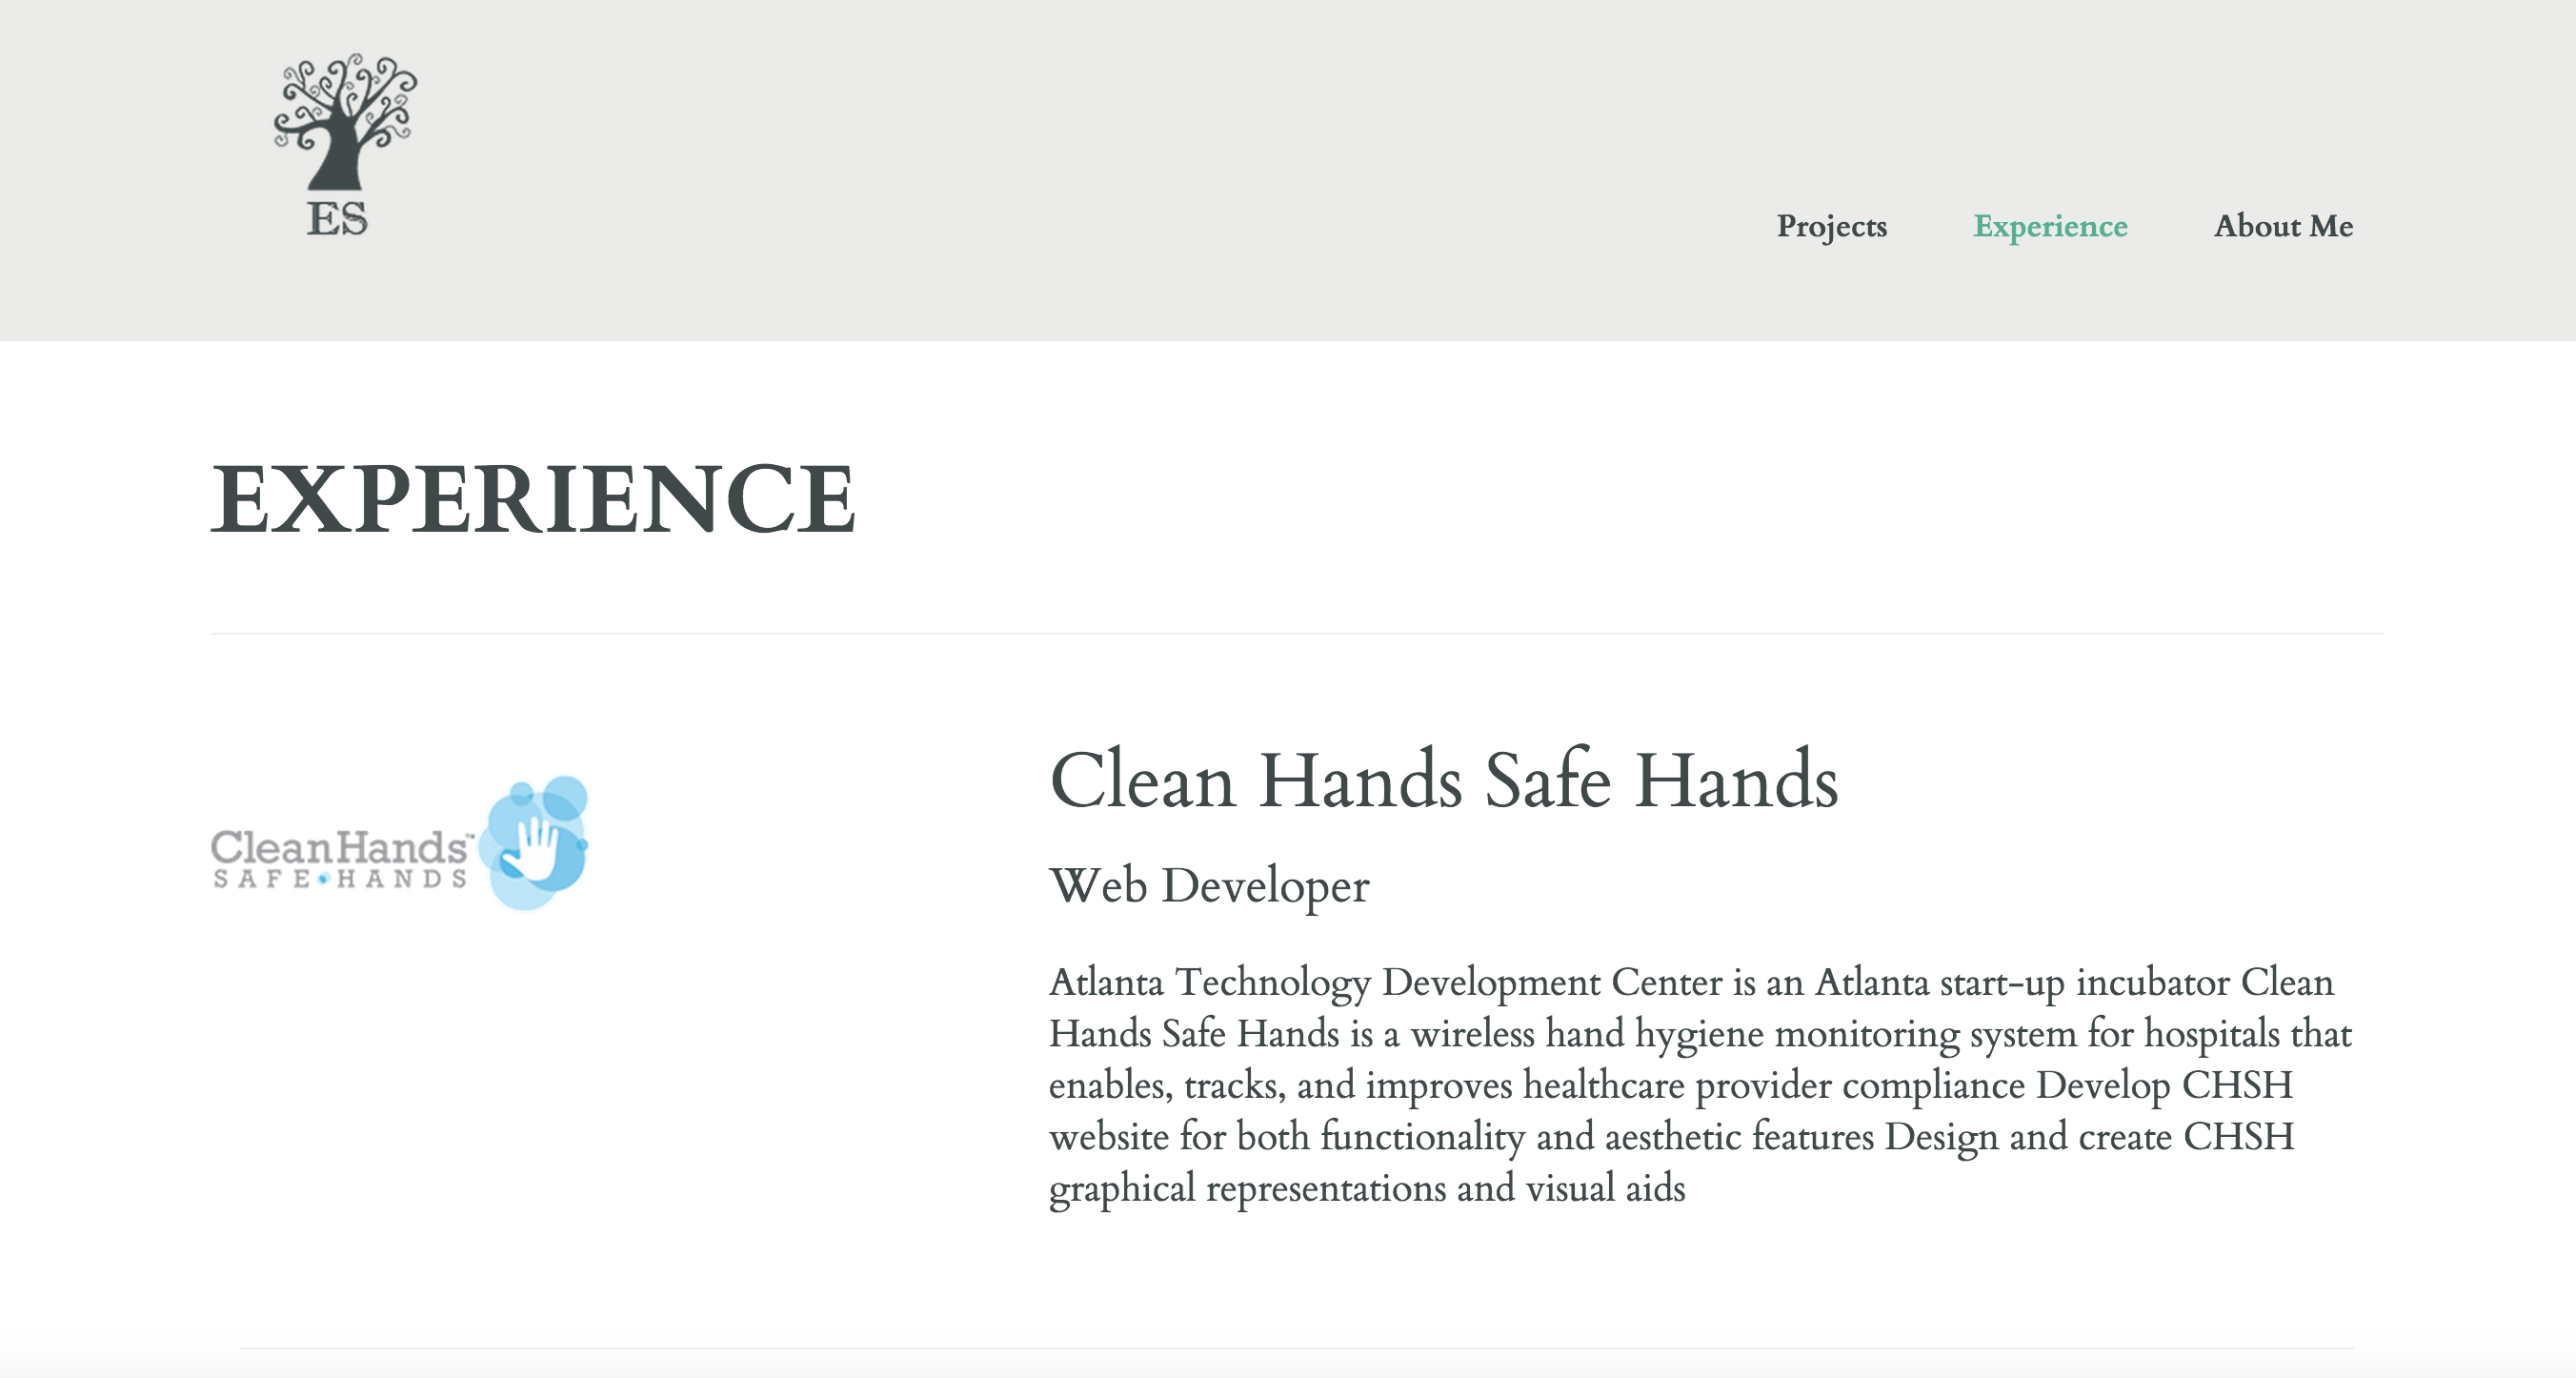 ES
Projects
Experience
About Me
EXPERIENCE
CleanHands™
SAFE•HANDS
Clean Hands Safe Hands
Web Developer
Atlanta Technology Development Center is an Atlanta start-up incubator Clean
Hands Safe Hands is a wireless hand hygiene monitoring system for hospitals that
enables, tracks, and improves healthcare provider compliance Develop CHSH
website for both functionality and aesthetic features Design and create CHSH
graphical representations and visual aids